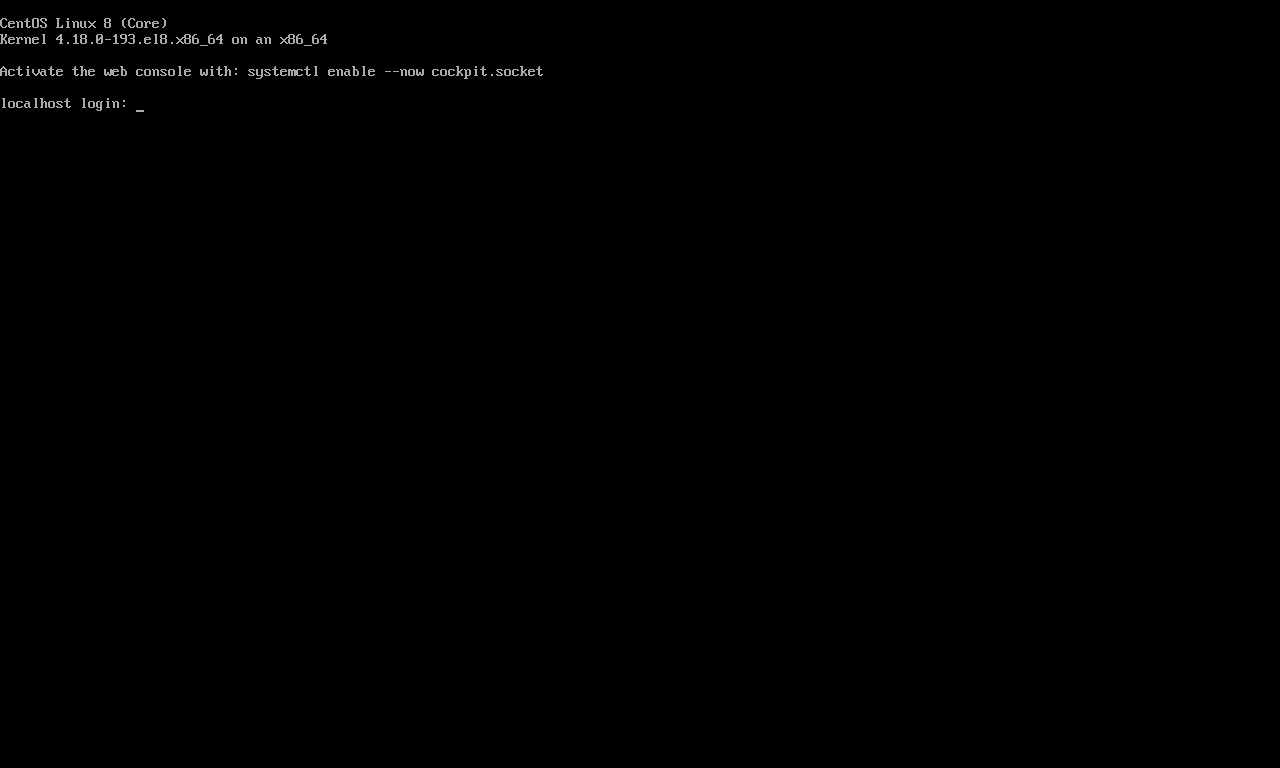 CentOS Linux 8 (Core)
Kernel 4.18.0-193.el8.x86_64 on an x86_64
Activate the web console with: systemctl enable --now cockpit.socket
localhost login: _